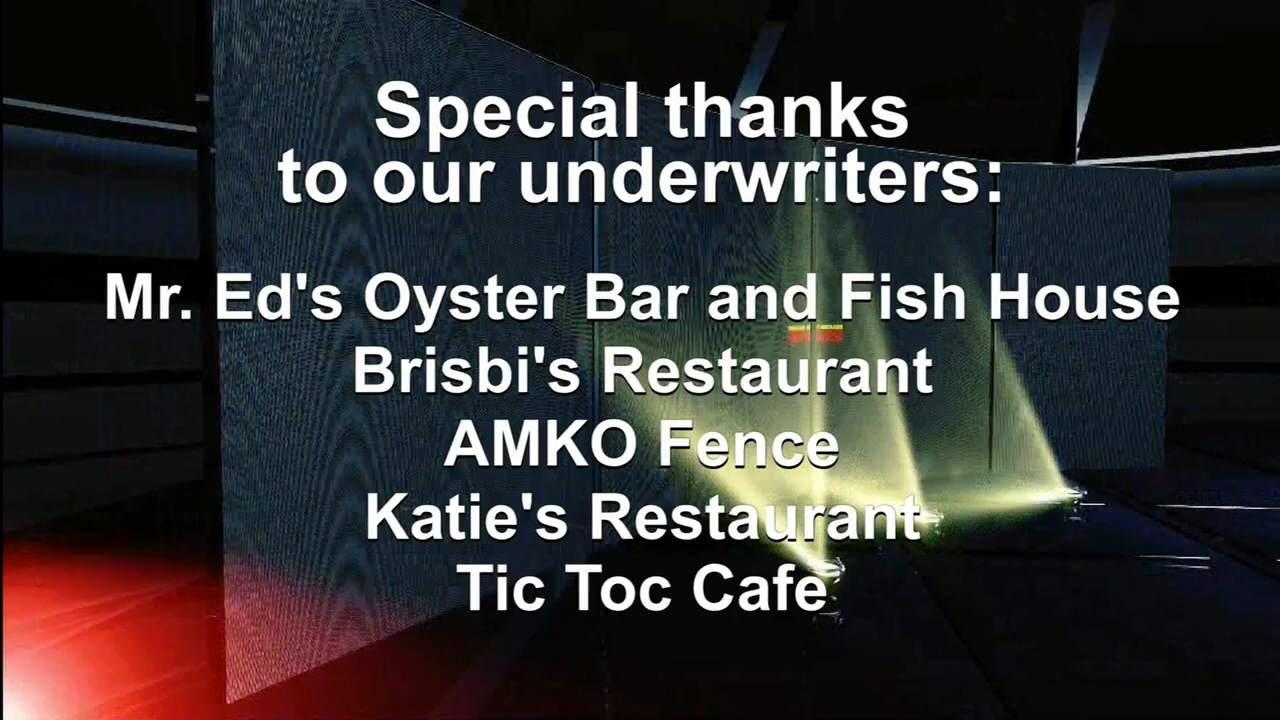 Special thanks
to our underwriters:
Mr. Ed's Oyster Bar and Fish House
Brisbi's Restaurant
AMKO Fence
Katie's Restaurant
Tic Toc Cafe